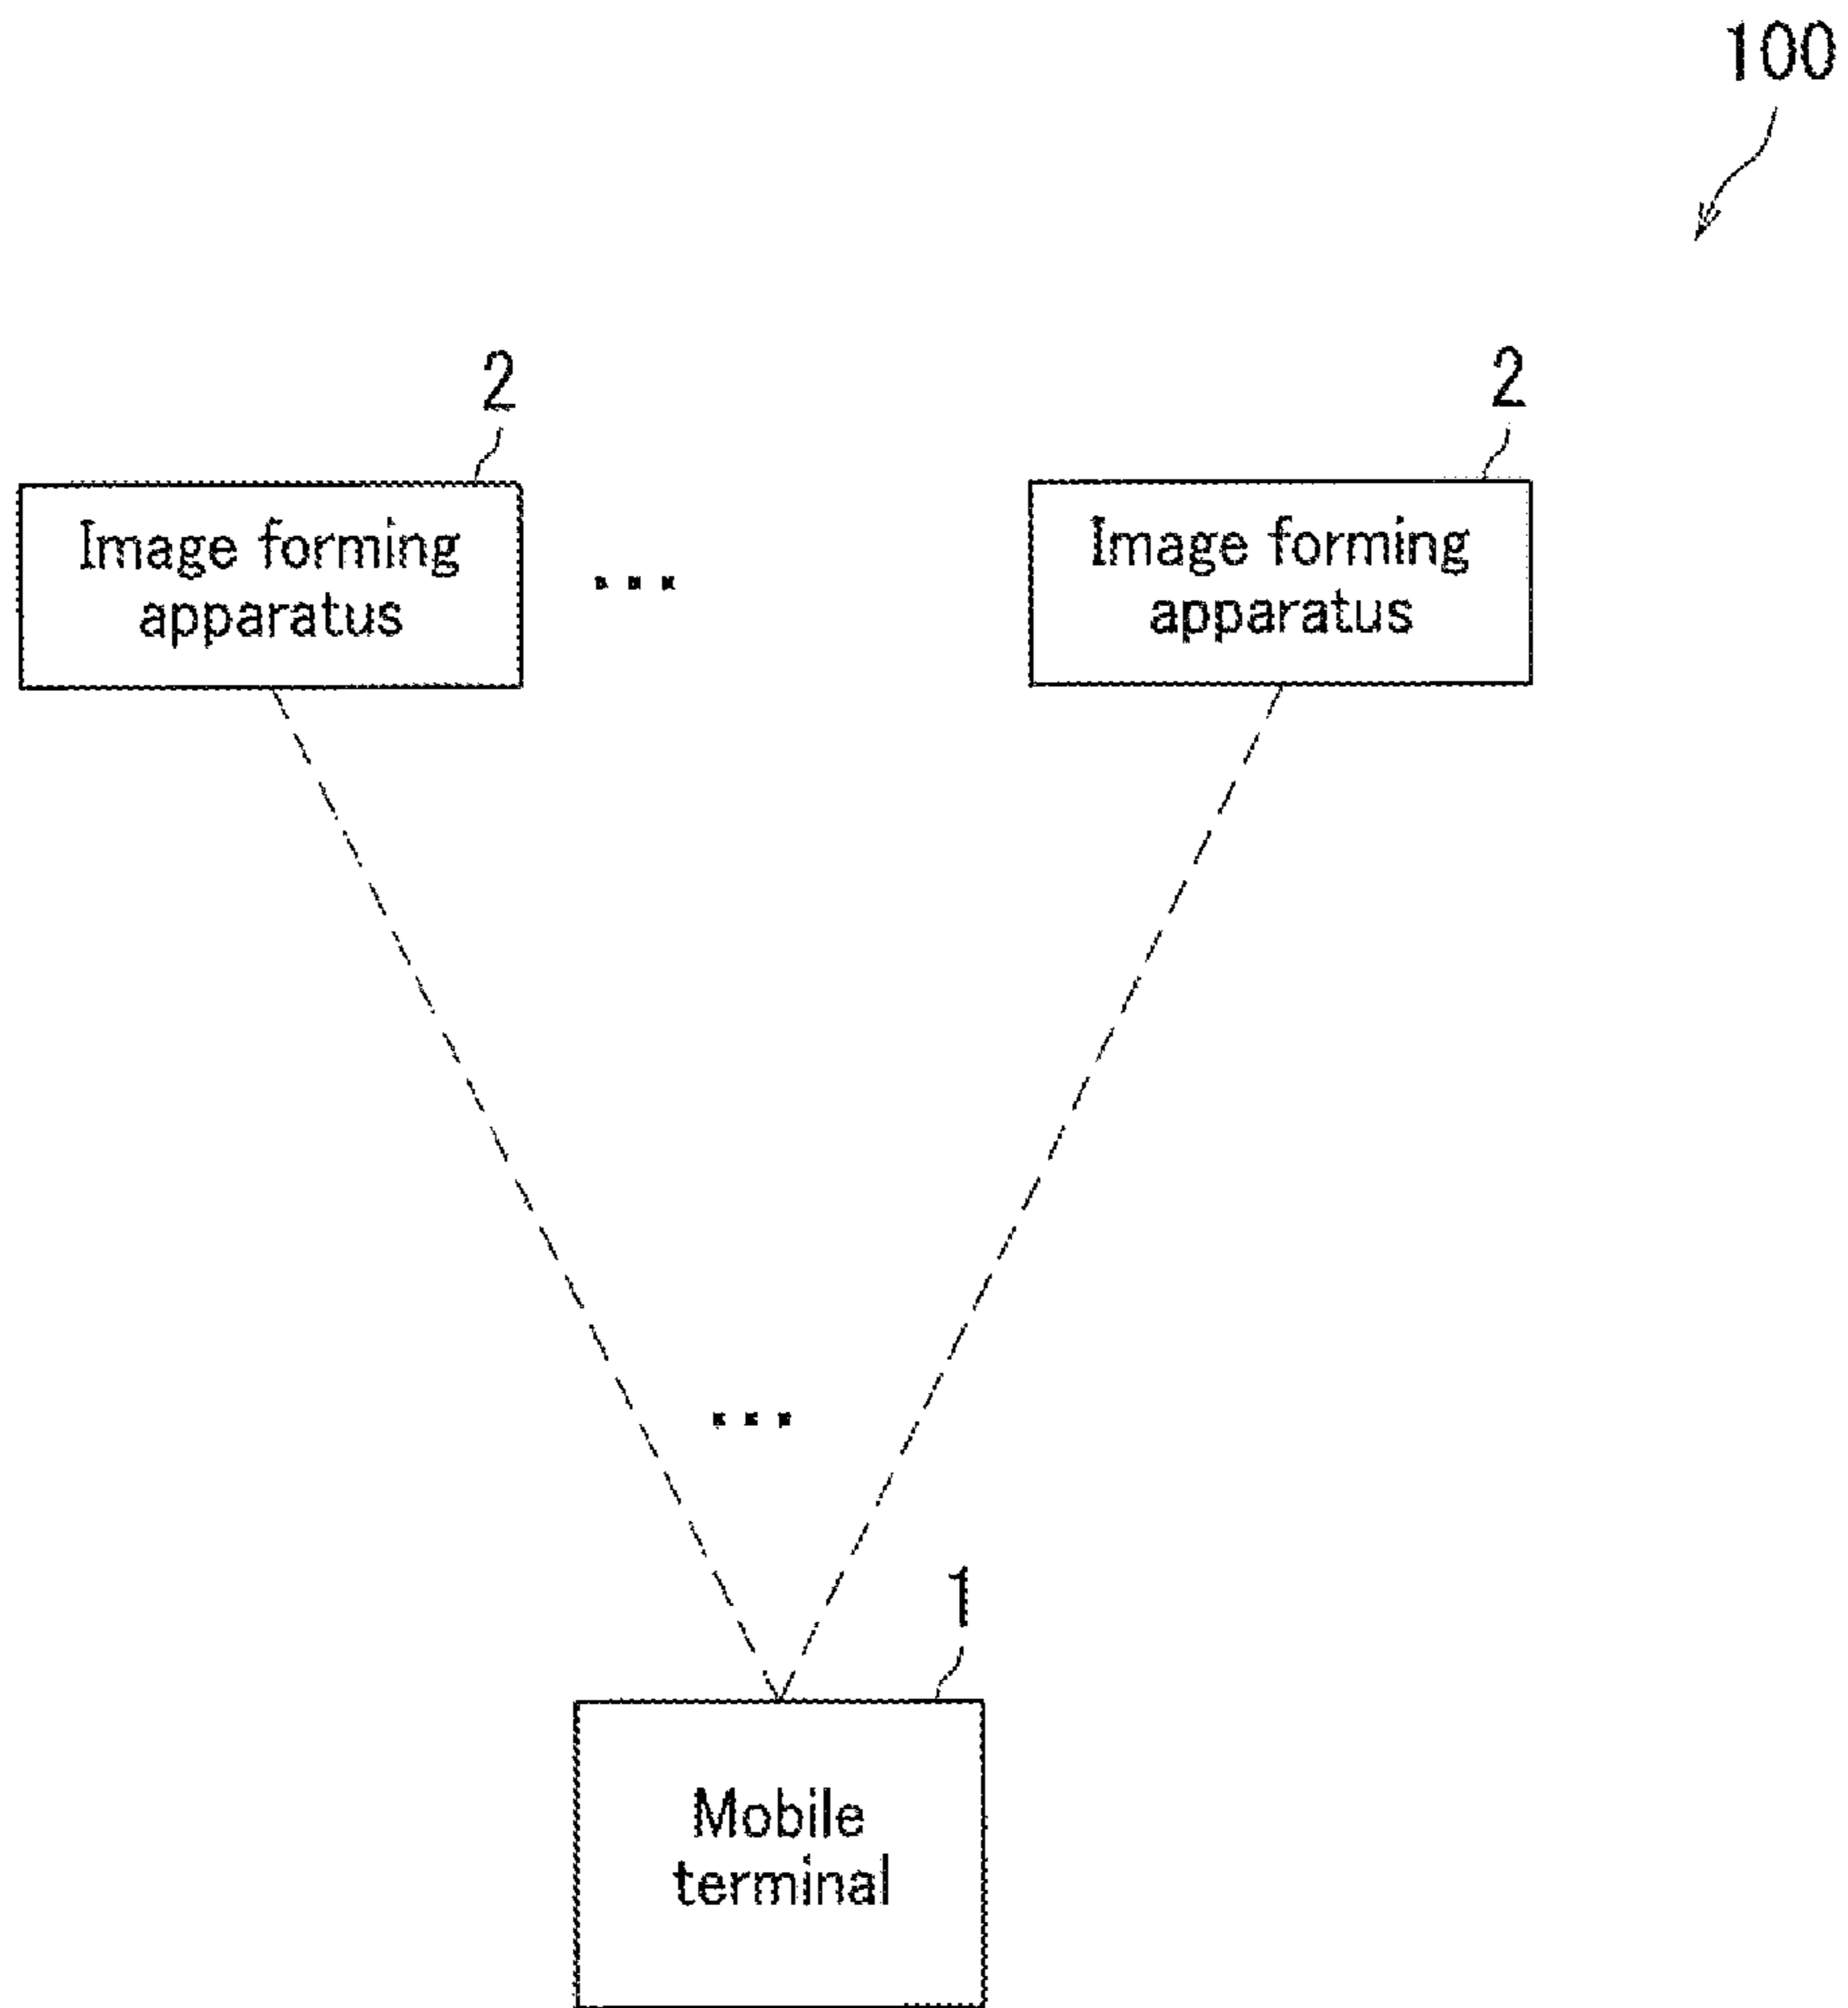 100
2
2
Image forming
apparatus
...
Image forming
apparatus
...
1
Mobile
terminal